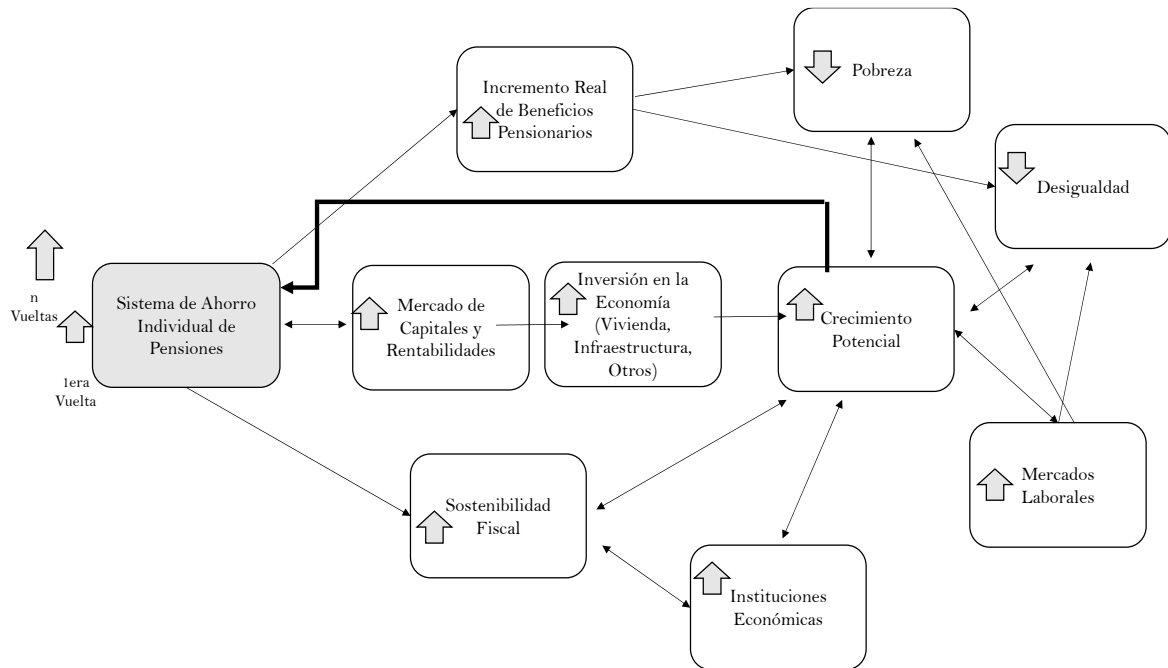 Incremento Real
de Beneficios
Pensionarios
Pobreza
Desigualdad
n
Vueltas
1era
Vuelta
Sistema de Ahorro
Individual de
Pensiones
Mercado de
Capitales y
Rentabilidades
Inversión en la
Economía
(Vivienda,
Infraestructura,
Otros)
Crecimiento
Potencial
Sostenibilidad
Fiscal
Instituciones
Económicas
Mercados
Laborales